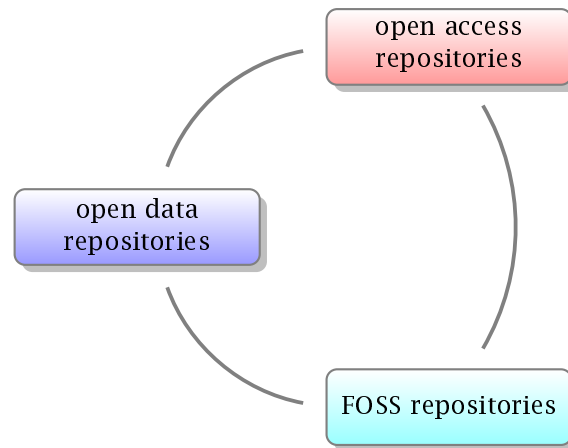 open access
repositories
open data
repositories
FOSS repositories